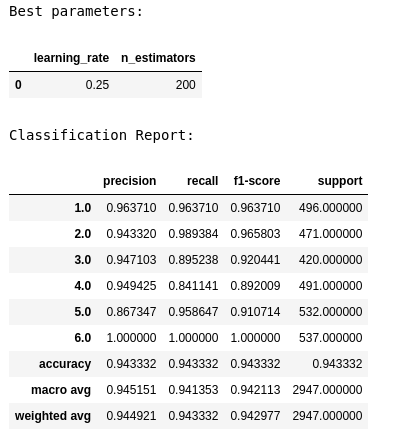 Best parameters:
learning_rate n_estimators
0 0.25 200
Classification Report:
precision recall f1-score support
1.0 0.963710 0.963710 0.963710 496.000000
2.0 0.943320 0.989384 0.965803 471.000000
3.0 0.947103 0.895238 0.920441 420.000000
4.0 0.949425 0.841141 0.892009 491.000000
5.0 0.867347 0.958647 0.910714 532.000000
6.0 1.000000 1.000000 1.000000 537.000000
accuracy 0.943332 0.943332 0.943332 0.943332
macro avg 0.945151 0.941353 0.942113 2947.000000
weighted avg 0.944921 0.943332 0.942977 2947.000000